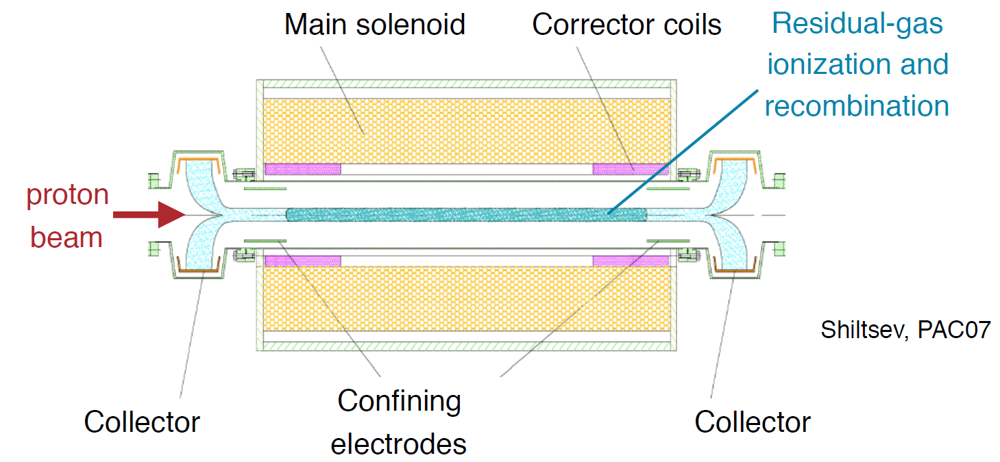 Main solenoid
Corrector coils
Residual-gas
ionization and
recombination
proton
beam
Shiltsev, PAC07
Collector
Confining
electrodes
Collector